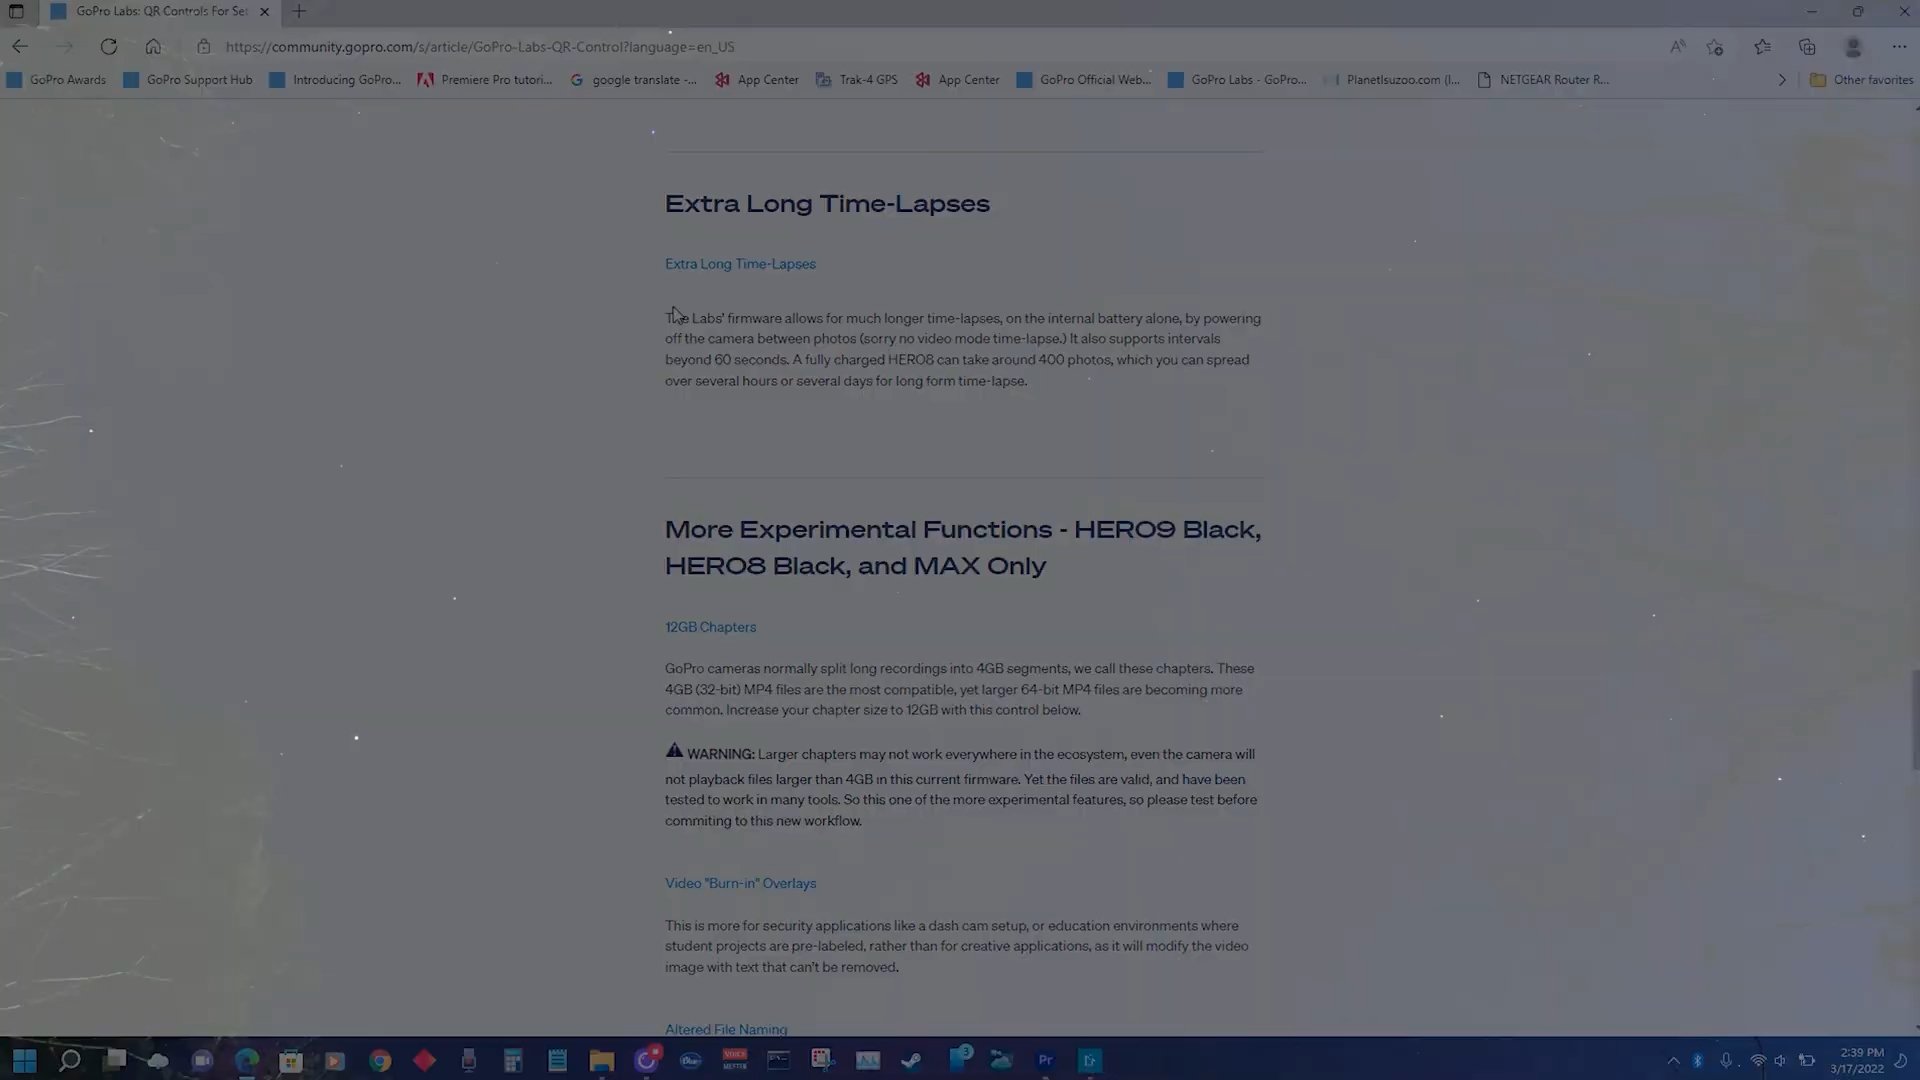 GoPro Labs: QR Controls For Set
https://community.gopro.com/s/article/GoPro-Labs-QR-Control?language=en_US
GoPro Awards GoPro Support Hub Introducing GoPro... Premiere Pro tutori... google translate -... App Center Trak-4 GPS App Center GoPro Official Web... GoPro Labs - GoPro... PlanetIsuzoo.com (I... NETGEAR Router R... Other favorites
Extra Long Time-Lapses
Extra Long Time-Lapses
The Labs' firmware allows for much longer time-lapses, on the internal battery alone, by powering
off the camera between photos (sorry no video mode time-lapse.) It also supports intervals
beyond 60 seconds. A fully charged HERO8 can take around 400 photos, which you can spread
over several hours or several days for long form time-lapse.
More Experimental Functions - HERO9 Black,
HERO8 Black, and MAX Only
12GB Chapters
GoPro cameras normally split long recordings into 4GB segments, we call these chapters. These
4GB (32-bit) MP4 files are the most compatible, yet larger 64-bit MP4 files are becoming more
common. Increase your chapter size to 12GB with this control below.
WARNING: Larger chapters may not work everywhere in the ecosystem, even the camera will
not playback files larger than 4GB in this current firmware. Yet the files are valid, and have been
tested to work in many tools. So this one of the more experimental features, so please test before
commiting to this new workflow.
Video "Burn-in" Overlays
This is more for security applications like a dash cam setup, or education environments where
student projects are pre-labeled, rather than for creative applications, as it will modify the video
image with text that can't be removed.
Altered File Naming
Blue VOICE 3 Pr
2:39 PM
3/17/2022